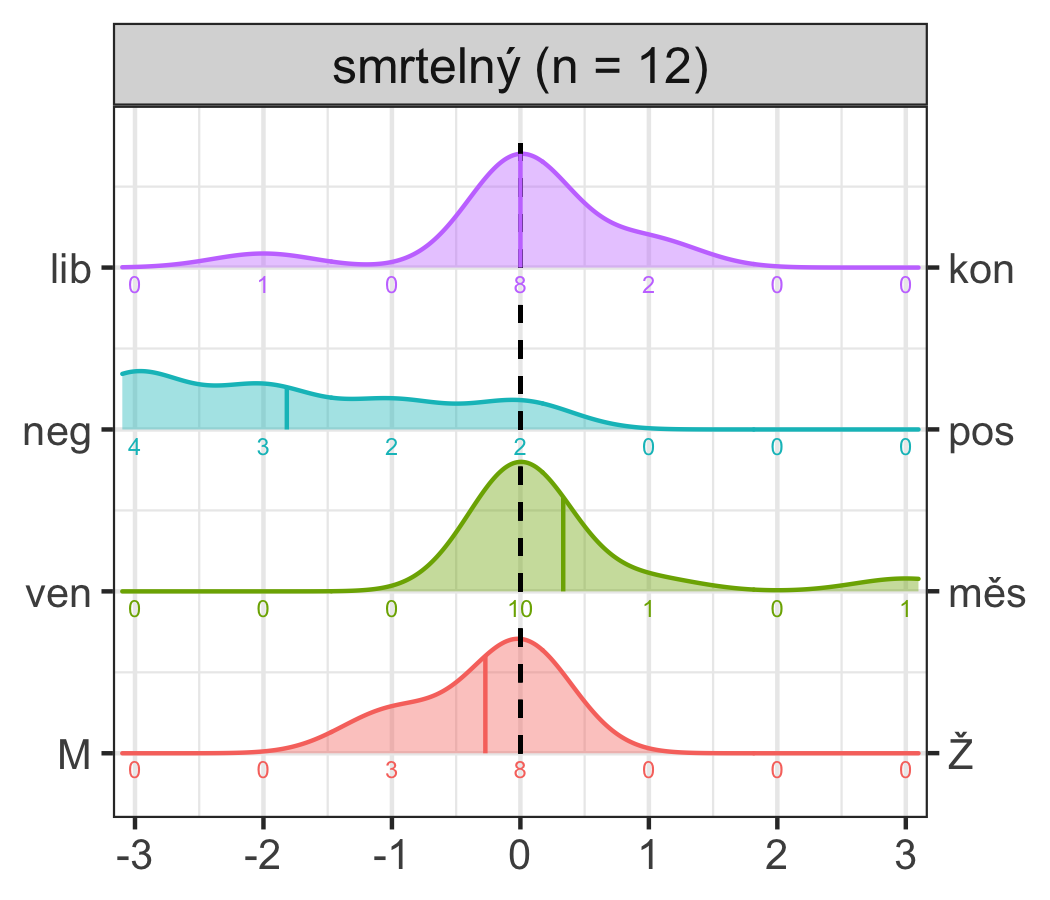 smrtelný (n = 12)
lib kon
0 1 0 8 2 0 0
neg pos
4 3 2 2 0 0 0
ven měs
0 0 0 10 1 0 1
M Ž
0 0 3 8 0 0 0
-3 -2 -1 0 1 2 3